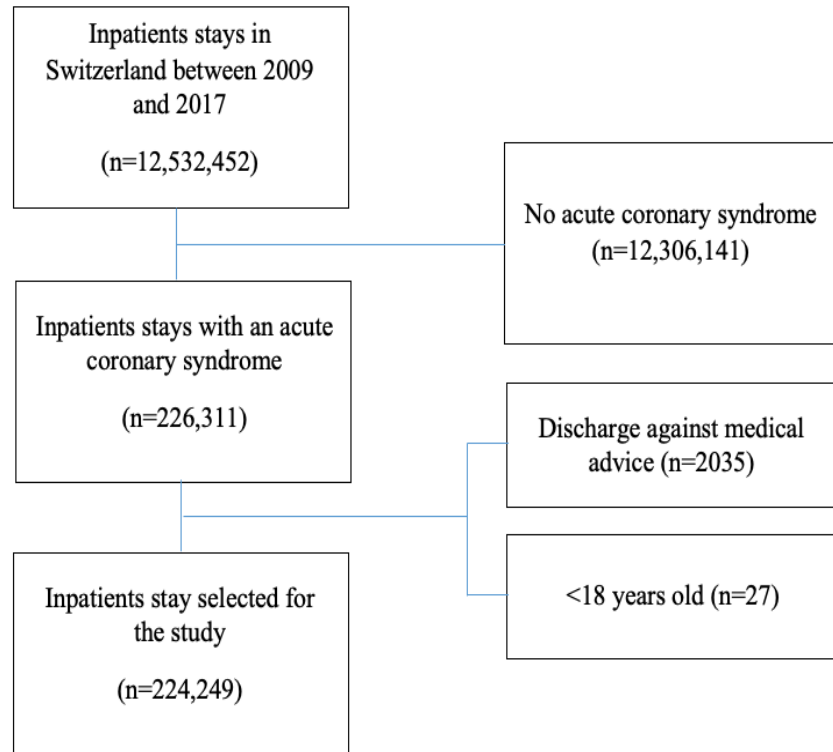 Inpatients stays in
Switzerland between 2009
and 2017
(n=12,532,452)
No acute coronary syndrome
(n=12,306,141)
Inpatients stays with an acute
coronary syndrome
(n=226,311)
Discharge against medical
advice (n=2035)
<18 years old (n=27)
Inpatients stay selected for
the study
(n=224,249)